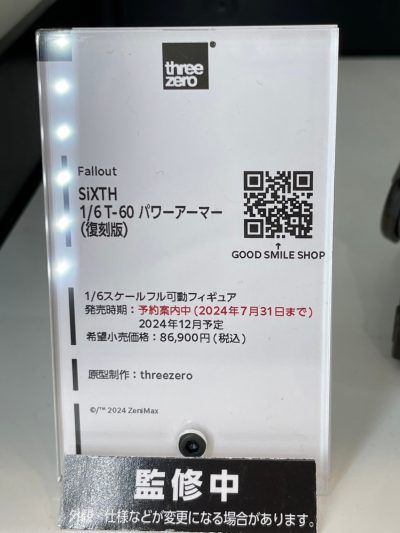 three
zero®
Fallout
SiXTH
1/6 T-60 パワーアーマー
(復刻版)
↑
GOOD SMILE SHOP
1/6スケールフル可動フィギュア
発売時期：予約案内中(2024年7月31日まで)
2024年12月予定
希望小売価格：86,900円(税込)
原型制作：threezero
©/™ 2024 ZeniMax
監修中
外観、仕様などが変更になる場合があります。